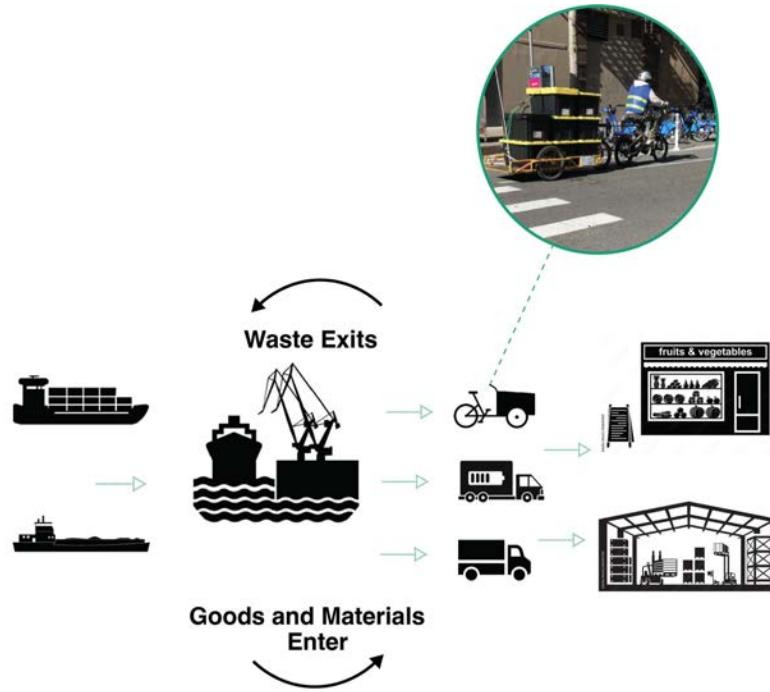 Waste Exits
fruits & vegetables
Goods and Materials
Enter